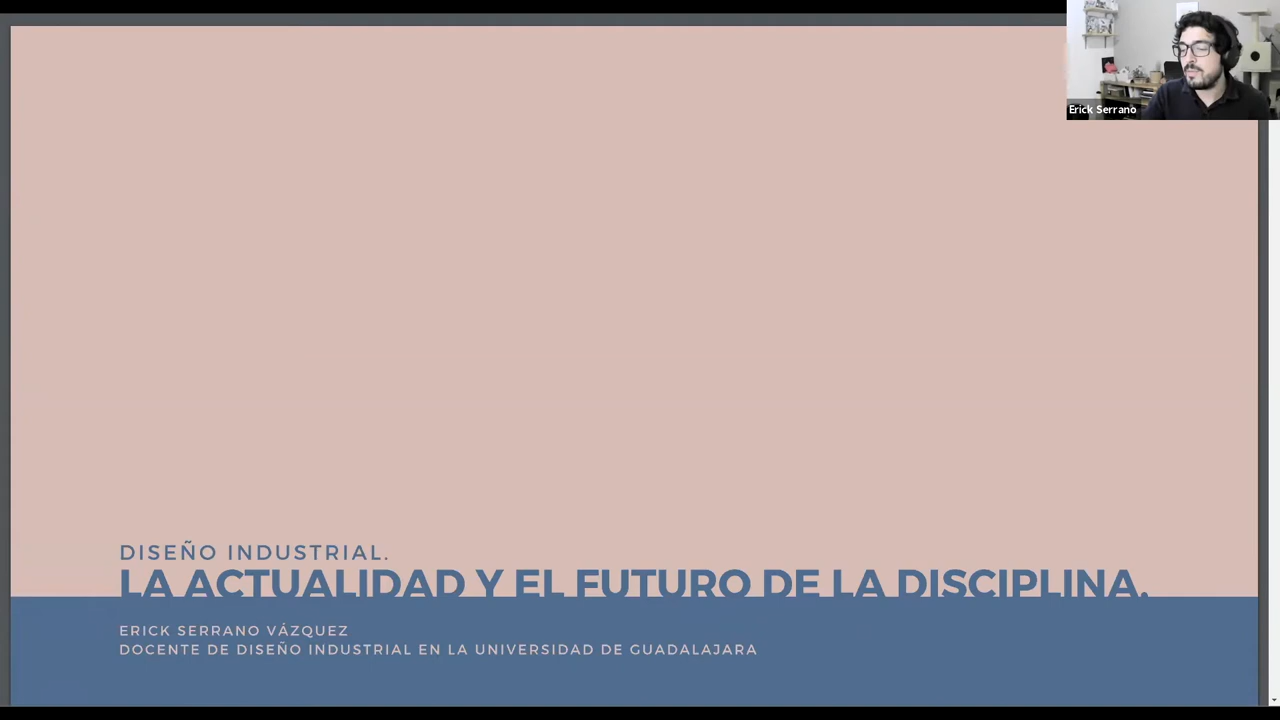 Erick Serrano
DISEÑO INDUSTRIAL.
LA ACTUALIDAD Y EL FUTURO DE LA DISCIPLINA.
ERICK SERRANO VÁZQUEZ
DOCENTE DE DISEÑO INDUSTRIAL EN LA UNIVERSIDAD DE GUADALAJARA